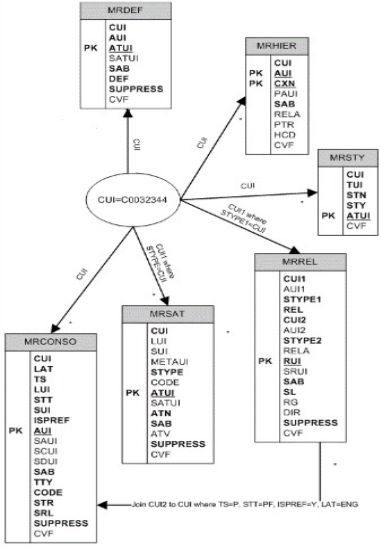 MRDEF
CUI
AUI
PK ATUI
SATUI
SAB
DEF
SUPPRESS
CVF
MRHIER
CUI
PK AUI
PK CXN
PAUI
SAB
RELA
PTR
HCD
CVF
MRSTY
CUI
TUI
STN
STY
PK ATUI
CVF
CUI
CUI
CUI
CUI=C0032344
CUI1 where
STYPE1=CUI
CUI
CUI1 where
STYPE=CUI
MRREL
CUI1
AUI1
STYPE1
REL
CUI2
AUI2
STYPE2
RELA
PK RUI
SRUI
SAB
SL
RG
DIR
SUPPRESS
CVF
MRSAT
CUI
LUI
SUI
METAUI
STYPE
CODE
PK ATUI
SATUI
ATN
SAB
ATV
SUPPRESS
CVF
MRCONSO
CUI
LAT
TS
LUI
STT
SUI
ISPREF
PK AUI
SAUI
SCUI
SDUI
SAB
TTY
CODE
STR
SRL
SUPPRESS
CVF
Join CUI2 to CUI where TS=P, STT=PF, ISPREF=Y, LAT=ENG